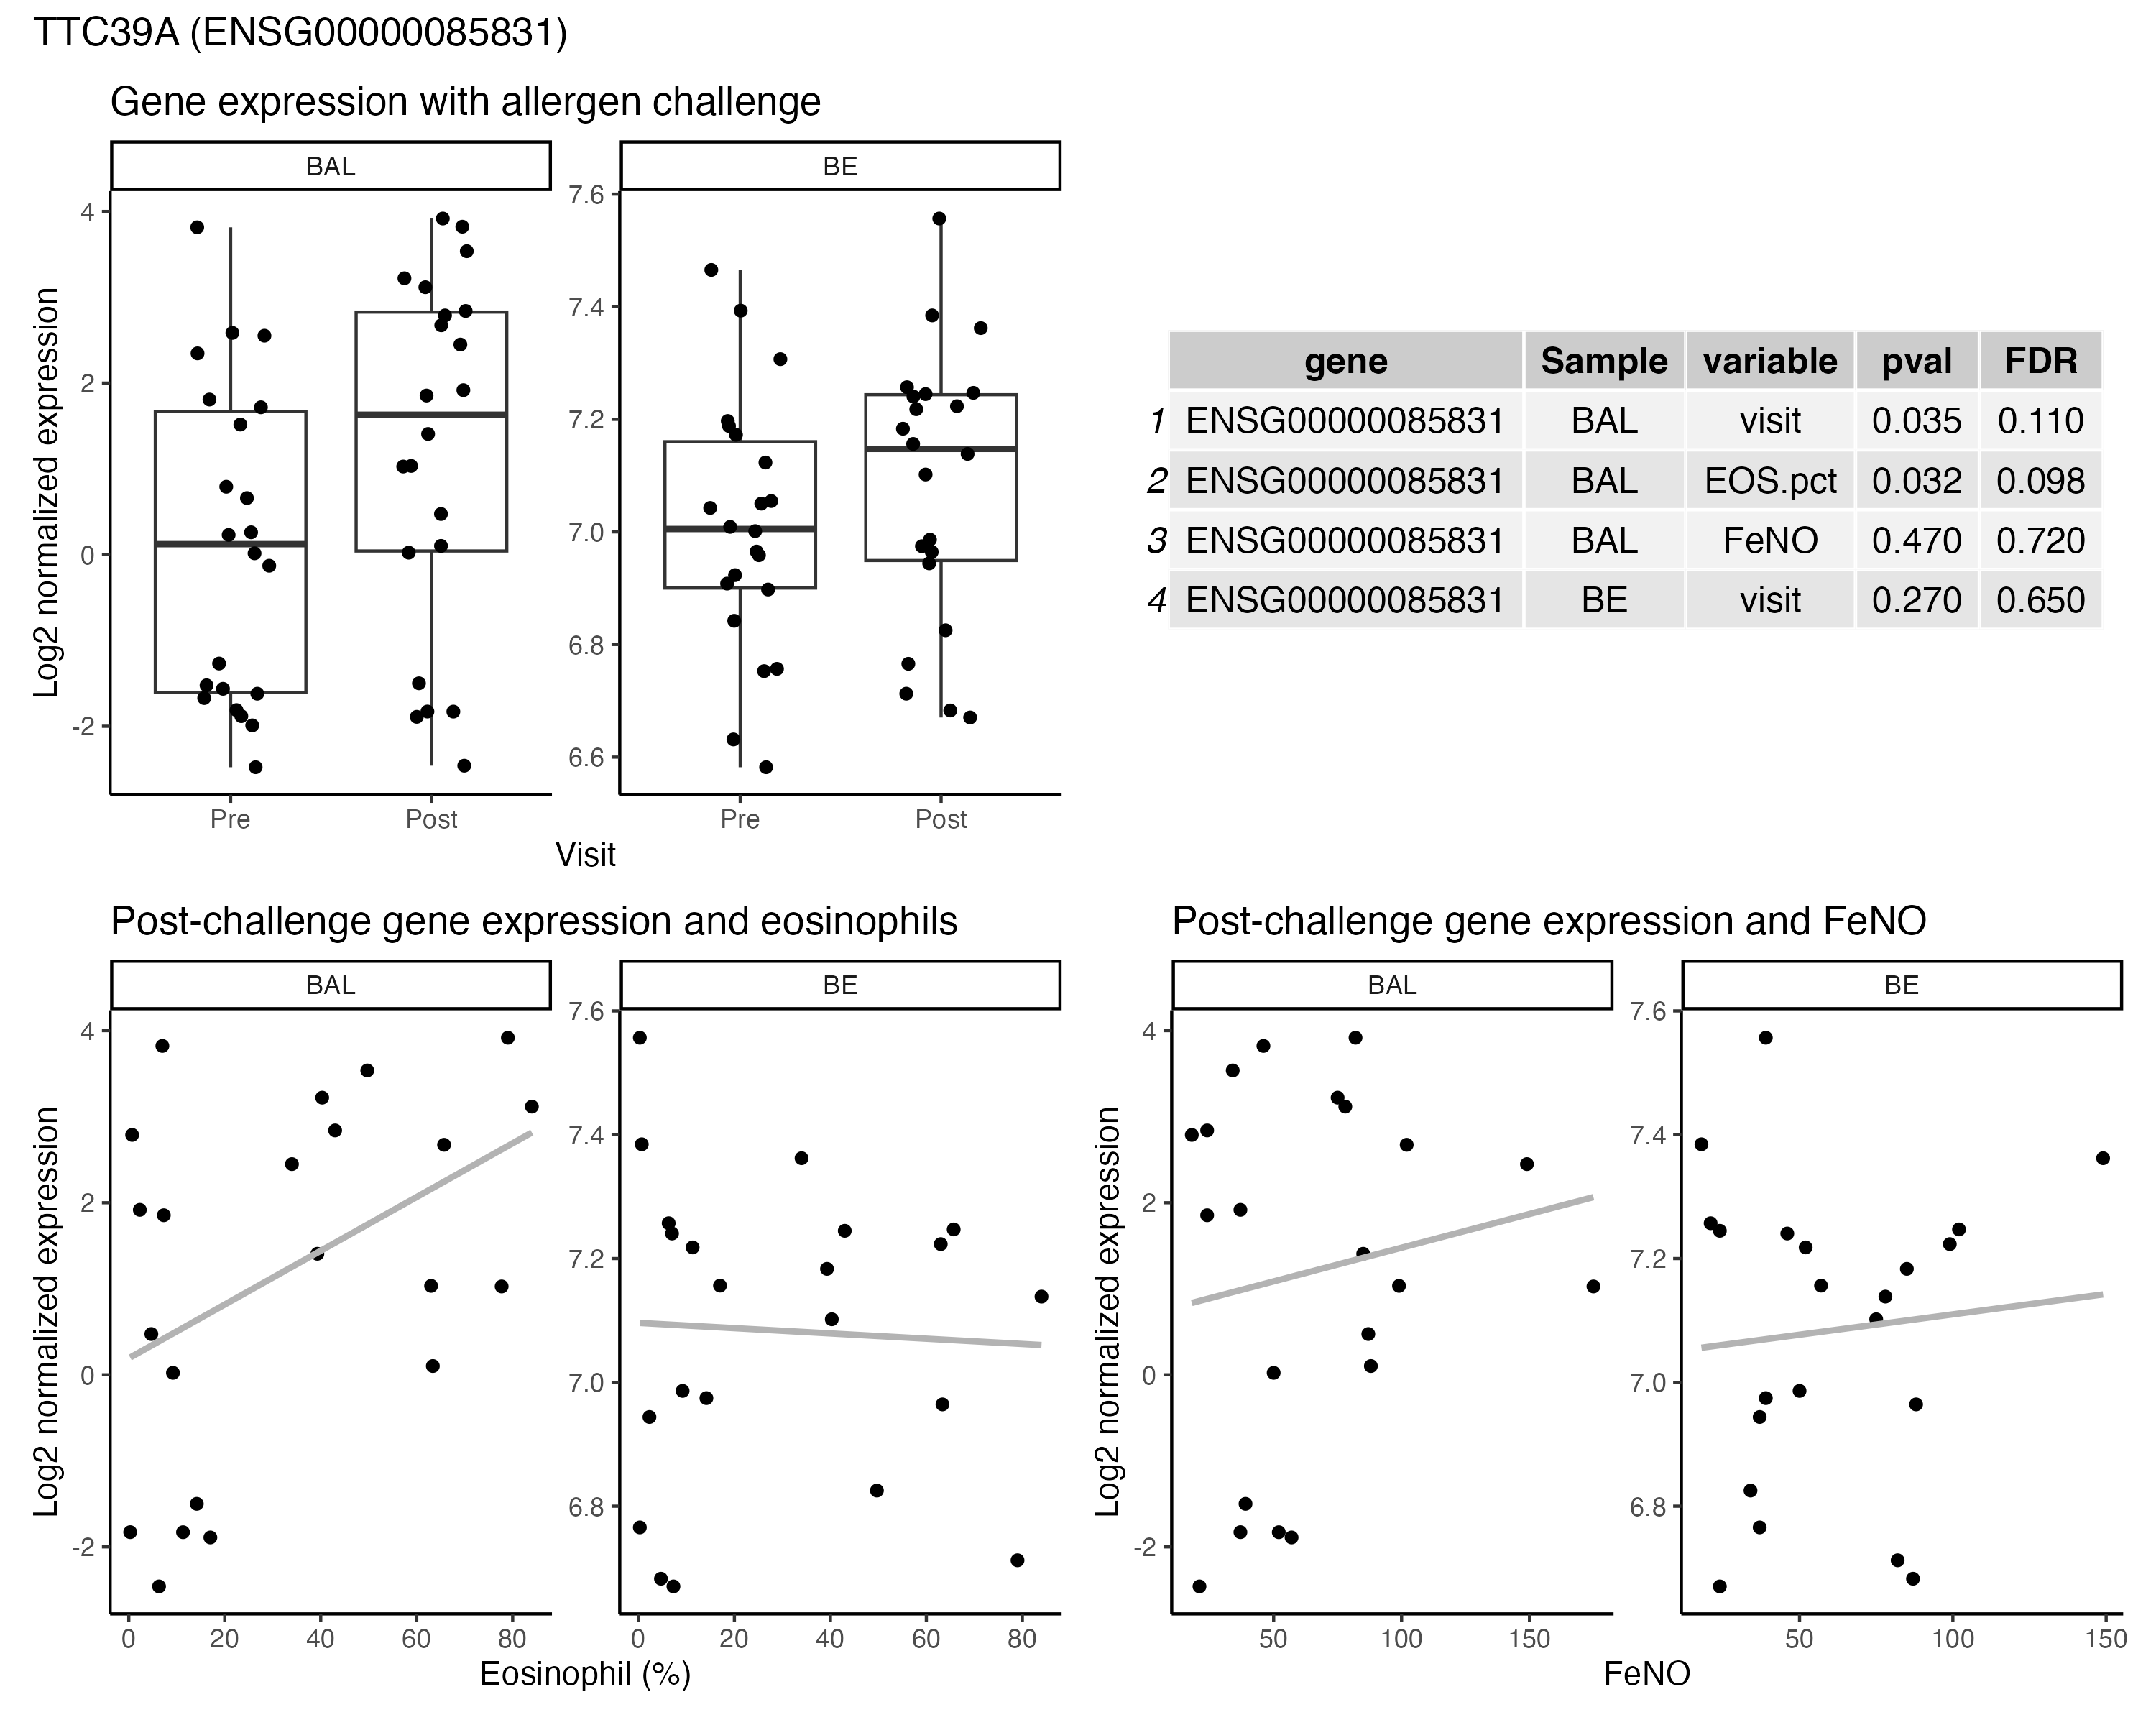 TTC39A (ENSG00000085831)
Gene expression with allergen challenge
BAL BE
Log2 normalized expression
4
2
0
-2
7.6
7.4
7.2
7.0
6.8
6.6
Pre Post Pre Post
Visit
gene Sample variable pval FDR
1 ENSG00000085831 BAL visit 0.035 0.110
2 ENSG00000085831 BAL EOS.pct 0.032 0.098
3 ENSG00000085831 BAL FeNO 0.470 0.720
4 ENSG00000085831 BE visit 0.270 0.650
Post-challenge gene expression and eosinophils
BAL BE
Log2 normalized expression
4
2
0
-2
7.6
7.4
7.2
7.0
6.8
0 20 40 60 80 0 20 40 60 80
Eosinophil (%)
Post-challenge gene expression and FeNO
BAL BE
Log2 normalized expression
4
2
0
-2
7.6
7.4
7.2
7.0
6.8
50 100 150 50 100 150
FeNO